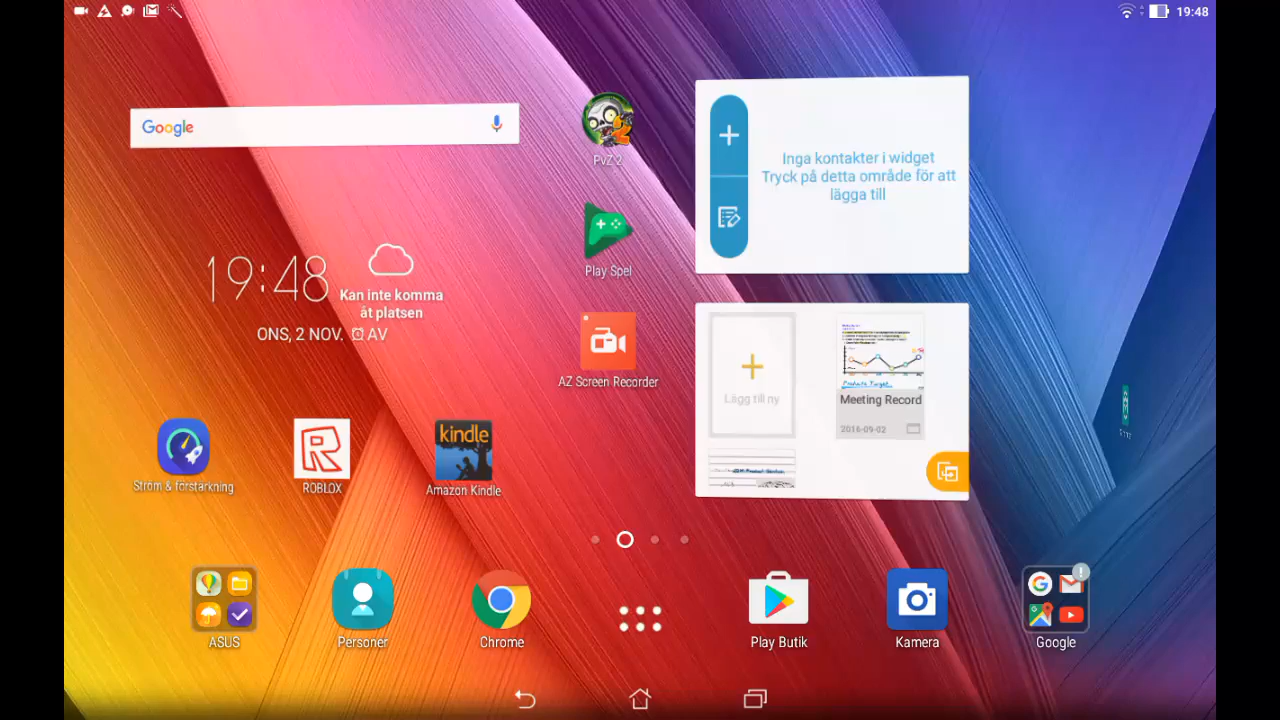 19:48
Google
PvZ 2
Inga kontakter i widget
Tryck på detta område för att
lägga till
Play Spel
19:48
Kan inte komma
åt platsen
ONS, 2 NOV. AV
AZ Screen Recorder
Lägg till ny
Meeting Record
2016-09-02
Ström & förstärkning
ROBLOX
kindle
Amazon Kindle
ASUS
Personer
Chrome
Play Butik
Kamera
Google